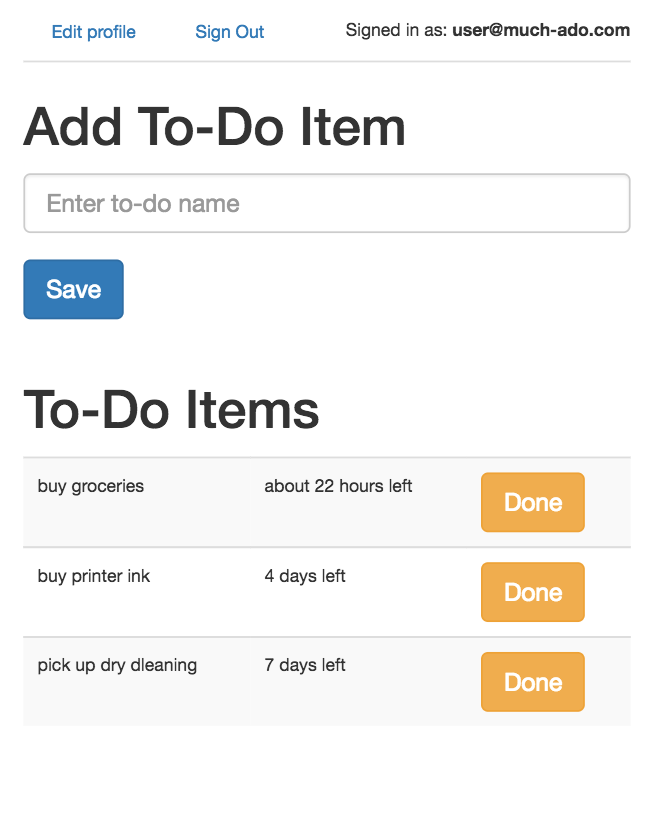 Edit profile Sign Out Signed in as: user@much-ado.com
Add To-Do Item
Enter to-do name
Save
To-Do Items
buy groceries about 22 hours left Done
buy printer ink 4 days left Done
pick up dry dleaning 7 days left Done